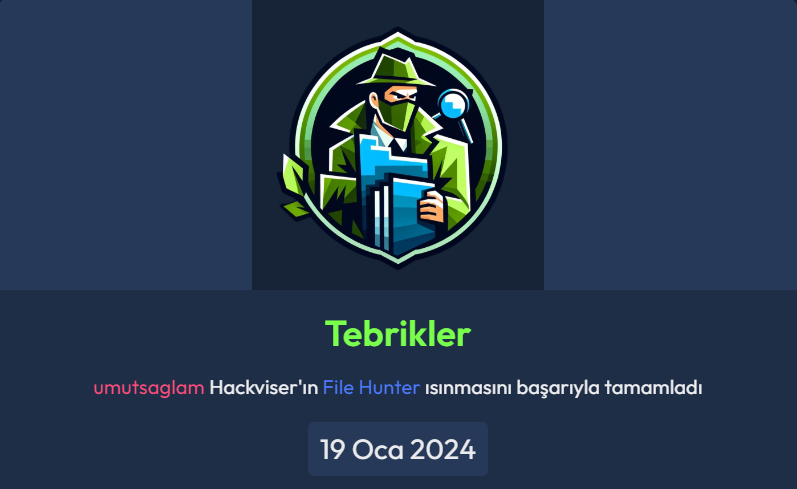 Tebrikler
umutsaglam Hackviser'ın File Hunter ısınmasını başarıyla tamamladı
19 Oca 2024